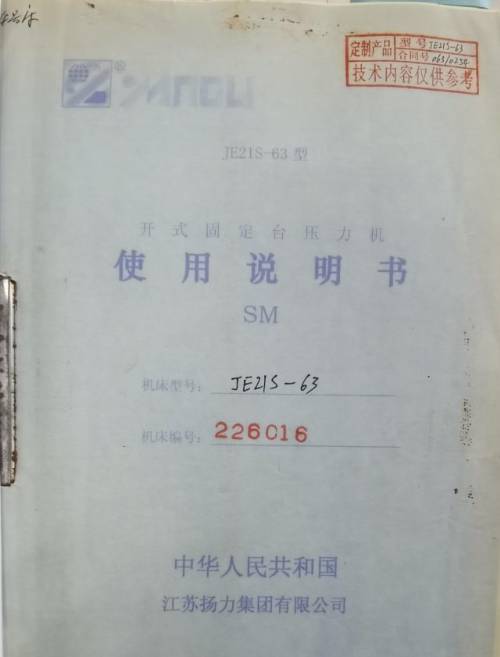 定制产品 型号 JE21S-63
合同号 063/0234
技术内容仅供参考
® YANGLI
JE21S-63 型
开式固定台压力机
使用说明书
SM
机床型号： JE21S-63
机床编号： 226016
中华人民共和国
江苏扬力集团有限公司